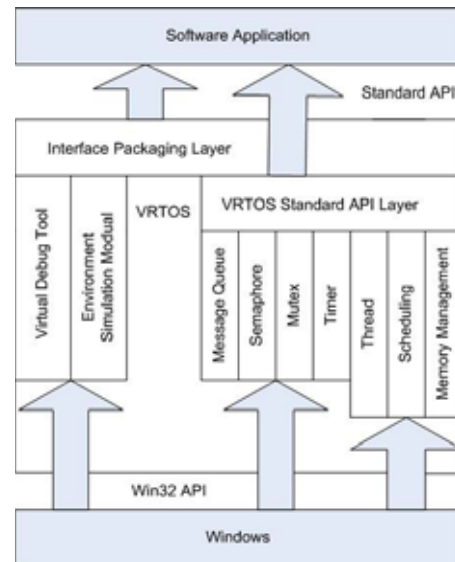 Software Application
Standard API
Interface Packaging Layer
Virtual Debug Tool
Environment
Simulation Modual
VRTOS
VRTOS Standard API Layer
Message Queue
Semaphore
Mutex
Timer
Thread
Scheduling
Memory Management
Win32 API
Windows